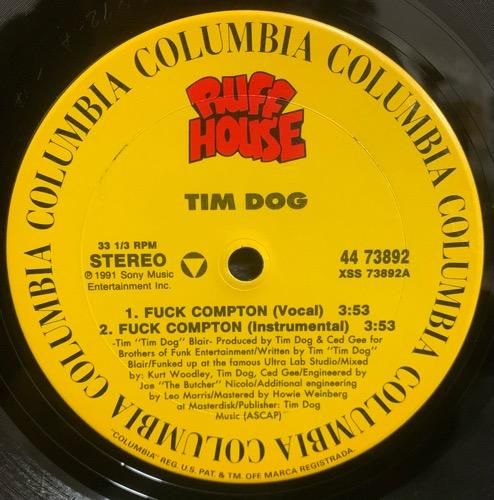 COLUMBIA COLUMBIA COLUMBIA COLUMBIA COLUMBIA COLUMBIA COLUMBIA
RUFF
HOUSE
TIM DOG
33 1/3 RPM
STEREO
℗ 1991 Sony Music
Entertainment Inc.
44 73892
XSS 73892A
1. FUCK COMPTON (Vocal) 3:53
2. FUCK COMPTON (Instrumental) 3:53
-Tim "Tim Dog" Blair- Produced by Tim Dog & Ced Gee for
Brothers of Funk Entertainment/Written by Tim "Tim Dog"
Blair/Funked up at the famous Ultra Lab Studio/Mixed
by: Kurt Woodley, Tim Dog, Ced Gee/Engineered by
Joe "The Butcher" Nicolo/Additional engineering
by Leo Morris/Mastered by Howie Weinberg
at Masterdisk/Publisher: Tim Dog
Music (ASCAP)
"COLUMBIA" REG. U.S. PAT. & TM. OFF. MARCA REGISTRADA.